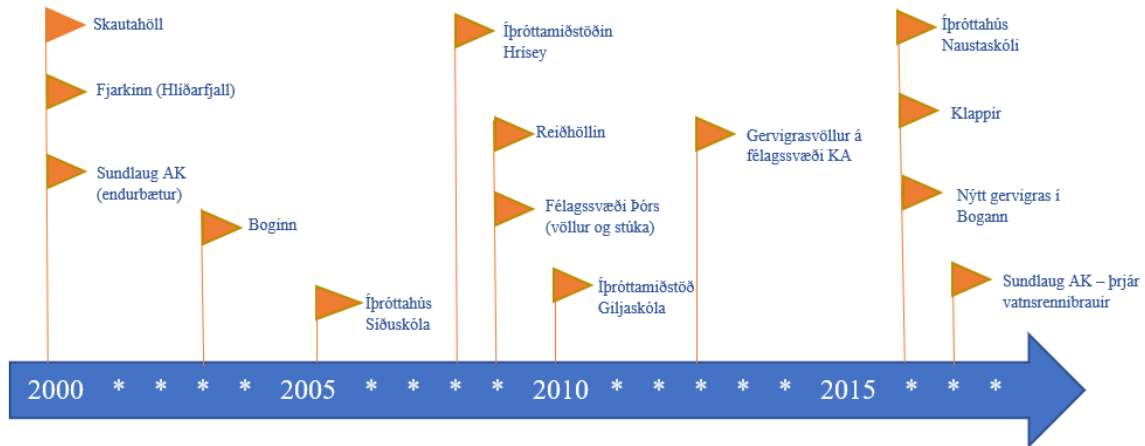 Skautahöll
Fjarkinn (Hlíðarfjall)
Sundlaug AK
(endurbætur)
Boginn
Íþróttahús
Síðuskóla
Íþróttamiðstöðin
Hrísey
Reiðhöllin
Félagssvæði Þórs
(völlur og stúka)
Íþróttamiðstöð
Giljaskóla
Gervigrasvöllur á
félagssvæði KA
Íþróttahús
Naustaskóli
Klappir
Nýtt gervigras í
Bogann
Sundlaug AK – þrjár
vatnsrennibrauir
2000 * * * * 2005 * * * * 2010 * * * * * 2015 * * *